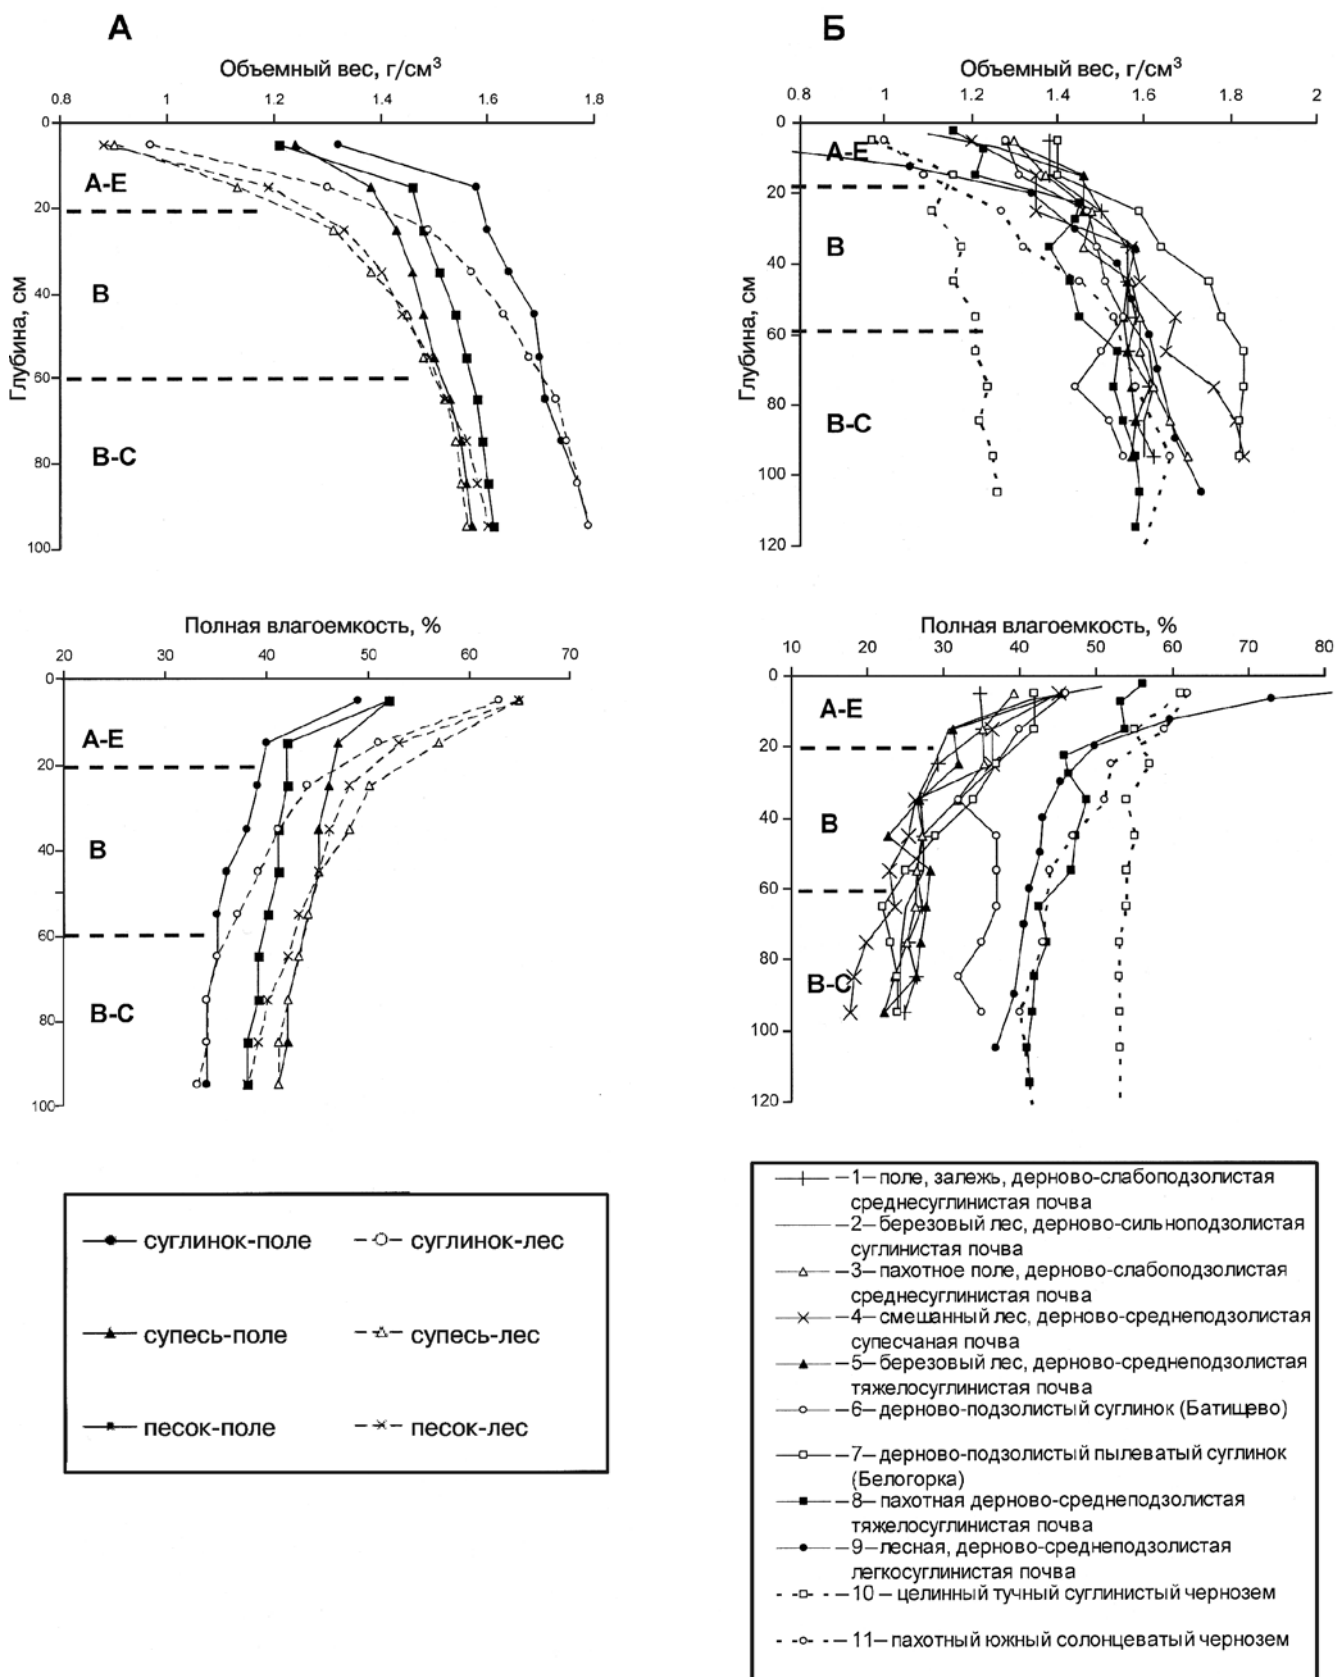 А
Объемный вес, г/см³
0.8 1 1.2 1.4 1.6 1.8
Глубина, см
0
20
40
60
80
100
А-Е
В
В-С
Б
Объемный вес, г/см³
0.8 1 1.2 1.4 1.6 1.8 2
0
20
40
60
80
100
120
А-Е
В
В-С
Полная влагоемкость, %
20 30 40 50 60 70
0
20
40
60
80
100
А-Е
В
В-С
Полная влагоемкость, %
10 20 30 40 50 60 70 80
0
20
40
60
80
100
120
А-Е
В
В-С
суглинок-поле
суглинок-лес
супесь-поле
супесь-лес
песок-поле
песок-лес
1– поле, залежь, дерново-слабоподзолистая
среднесуглинистая почва
2– березовый лес, дерново-сильноподзолистая
суглинистая почва
3– пахотное поле, дерново-слабоподзолистая
среднесуглинистая почва
4– смешанный лес, дерново-среднеподзолистая
супесчаная почва
5– березовый лес, дерново-среднеподзолистая
тяжелосуглинистая почва
6– дерново-подзолистый суглинок (Батищево)
7– дерново-подзолистый пылеватый суглинок
(Белогорка)
8– пахотная дерново-среднеподзолистая
тяжелосуглинистая почва
9– лесная, дерново-среднеподзолистая
легкосуглинистая почва
10 – целинный тучный суглинистый чернозем
11– пахотный южный солонцеватый чернозем